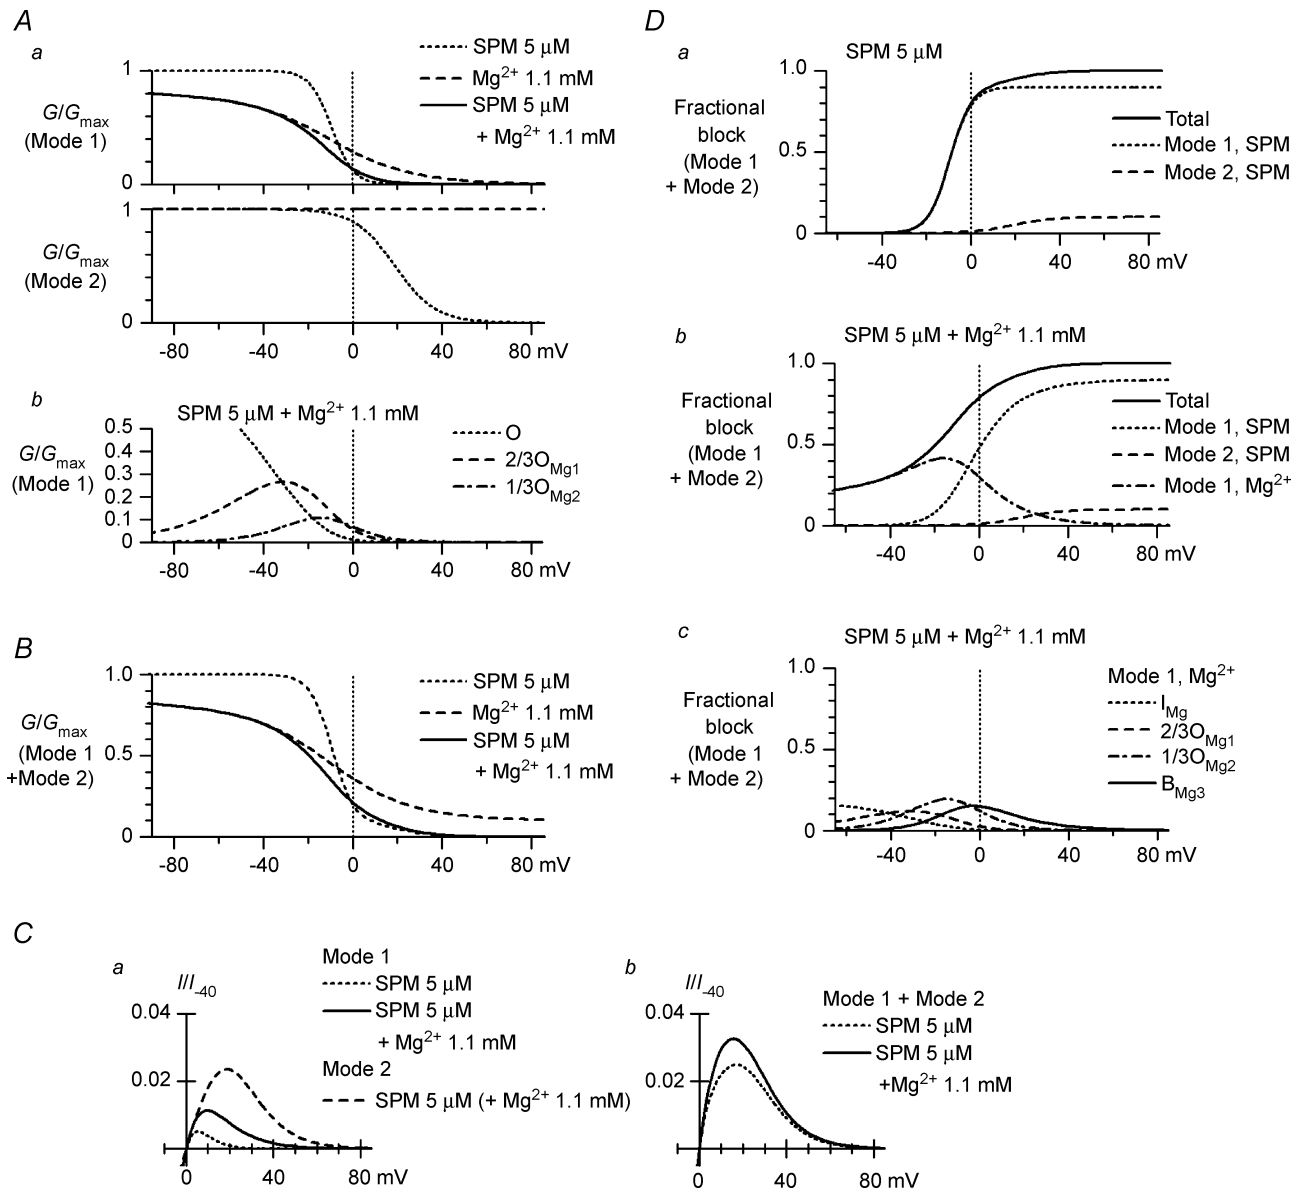 A
a
SPM 5 μM
Mg2+ 1.1 mM
SPM 5 μM
+ Mg2+ 1.1 mM
G/Gmax
(Mode 1)
1
0
G/Gmax
(Mode 2)
1
0
-80 -40 0 40 80 mV
b
SPM 5 μM + Mg2+ 1.1 mM
G/Gmax
(Mode 1)
0.5
0.4
0.3
0.2
0.1
0
O
2/3OMg1
1/3OMg2
-80 -40 0 40 80 mV
B
G/Gmax
(Mode 1
+Mode 2)
1.0
0.5
0
SPM 5 μM
Mg2+ 1.1 mM
SPM 5 μM
+ Mg2+ 1.1 mM
-80 -40 0 40 80 mV
C
a
I/I-40
0.04
0.02
Mode 1
SPM 5 μM
SPM 5 μM
+ Mg2+ 1.1 mM
Mode 2
SPM 5 μM (+ Mg2+ 1.1 mM)
0 40 80 mV
b
I/I-40
0.04
0.02
Mode 1 + Mode 2
SPM 5 μM
SPM 5 μM
+Mg2+ 1.1 mM
0 40 80 mV
D
a
SPM 5 μM
Fractional
block
(Mode 1
+ Mode 2)
1.0
0.5
0
Total
Mode 1, SPM
Mode 2, SPM
-40 0 40 80 mV
b
SPM 5 μM + Mg2+ 1.1 mM
Fractional
block
(Mode 1
+ Mode 2)
1.0
0.5
0
Total
Mode 1, SPM
Mode 2, SPM
Mode 1, Mg2+
-40 0 40 80 mV
c
SPM 5 μM + Mg2+ 1.1 mM
Fractional
block
(Mode 1
+ Mode 2)
1.0
0.5
0
Mode 1, Mg2+
IMg
2/3OMg1
1/3OMg2
BMg3
-40 0 40 80 mV